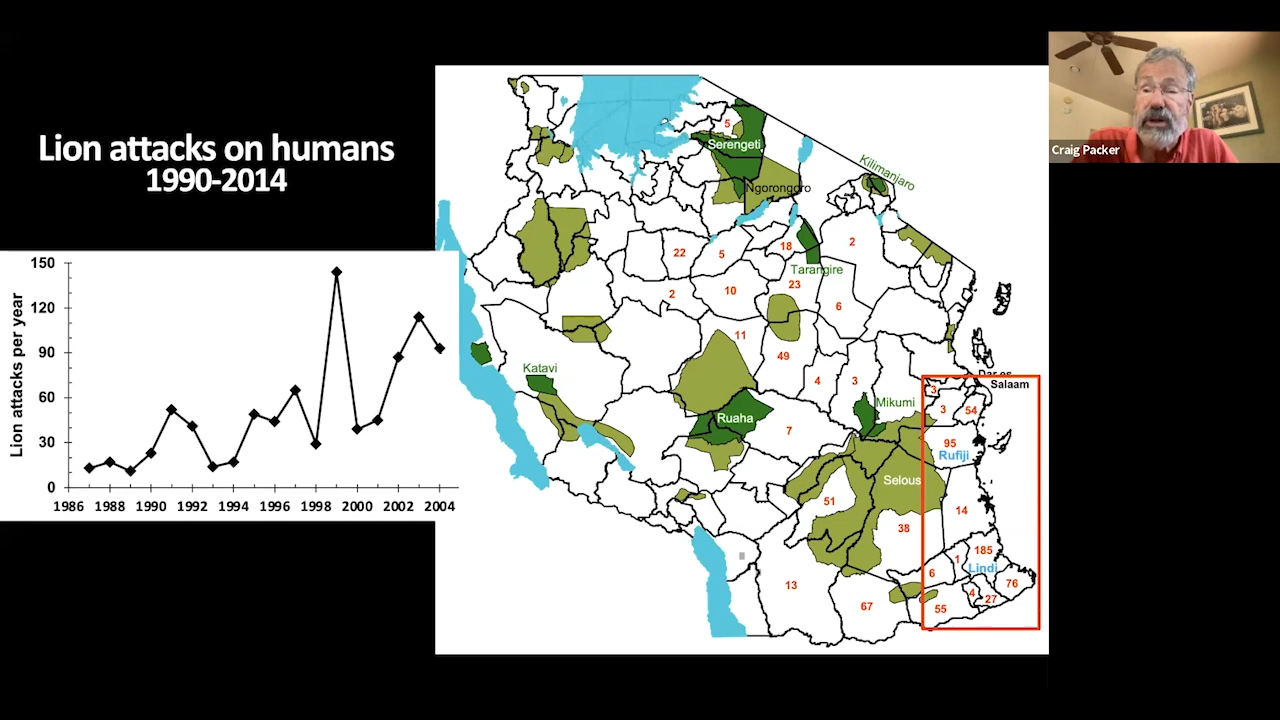 Lion attacks on humans
1990-2014
Lion attacks per year
150
120
90
60
30
0
1986 1988 1990 1992 1994 1996 1998 2000 2002 2004
5
Serengeti
Ngorongoro
Kilimanjaro
22
5
18
2
Tarangire
2
10
23
6
11
49
4
3
Katavi
Ruaha
7
Mikumi
Dar es
Salaam
3
3
54
95
Rufiji
Selous
51
38
14
185
1
Lindi
6
76
4
27
55
13
67
Craig Packer